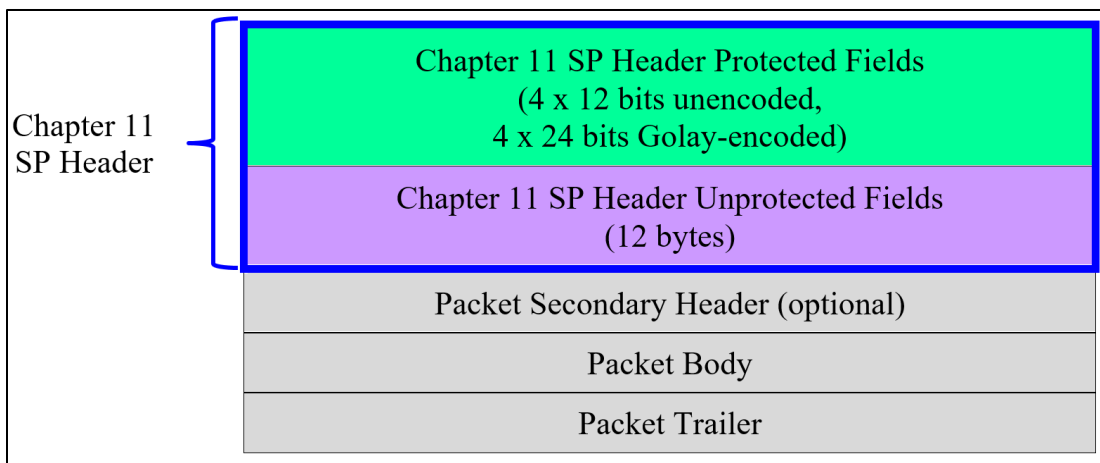 Chapter 11
SP Header
Chapter 11 SP Header Protected Fields
(4 x 12 bits unencoded,
4 x 24 bits Golay-encoded)
Chapter 11 SP Header Unprotected Fields
(12 bytes)
Packet Secondary Header (optional)
Packet Body
Packet Trailer